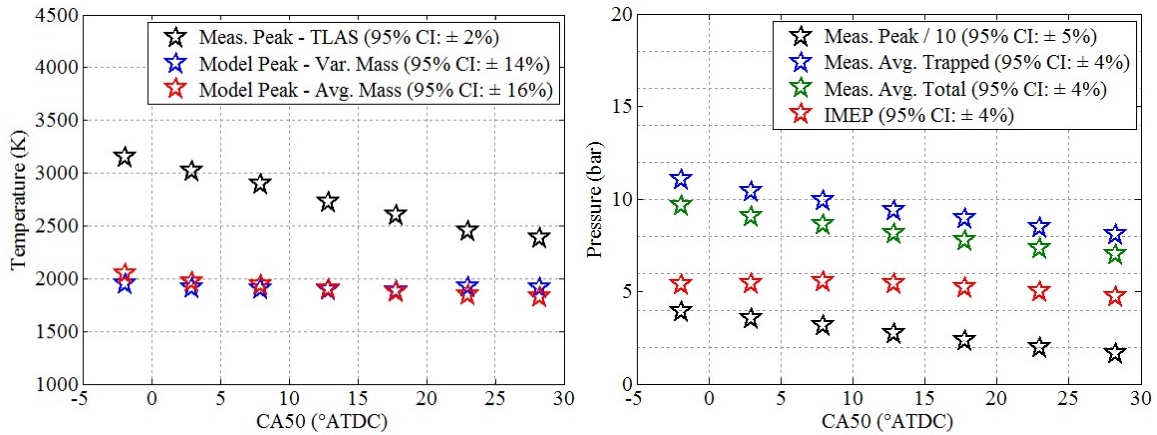 4500
4000
3500
3000
2500
2000
1500
1000
Temperature (K)
Meas. Peak - TLAS (95% CI: ± 2%)
Model Peak - Var. Mass (95% CI: ± 14%)
Model Peak - Avg. Mass (95% CI: ± 16%)
-5 0 5 10 15 20 25 30
CA50 (°ATDC)
20
15
10
5
0
Pressure (bar)
Meas. Peak / 10 (95% CI: ± 5%)
Meas. Avg. Trapped (95% CI: ± 4%)
Meas. Avg. Total (95% CI: ± 4%)
IMEP (95% CI: ± 4%)
-5 0 5 10 15 20 25 30
CA50 (°ATDC)